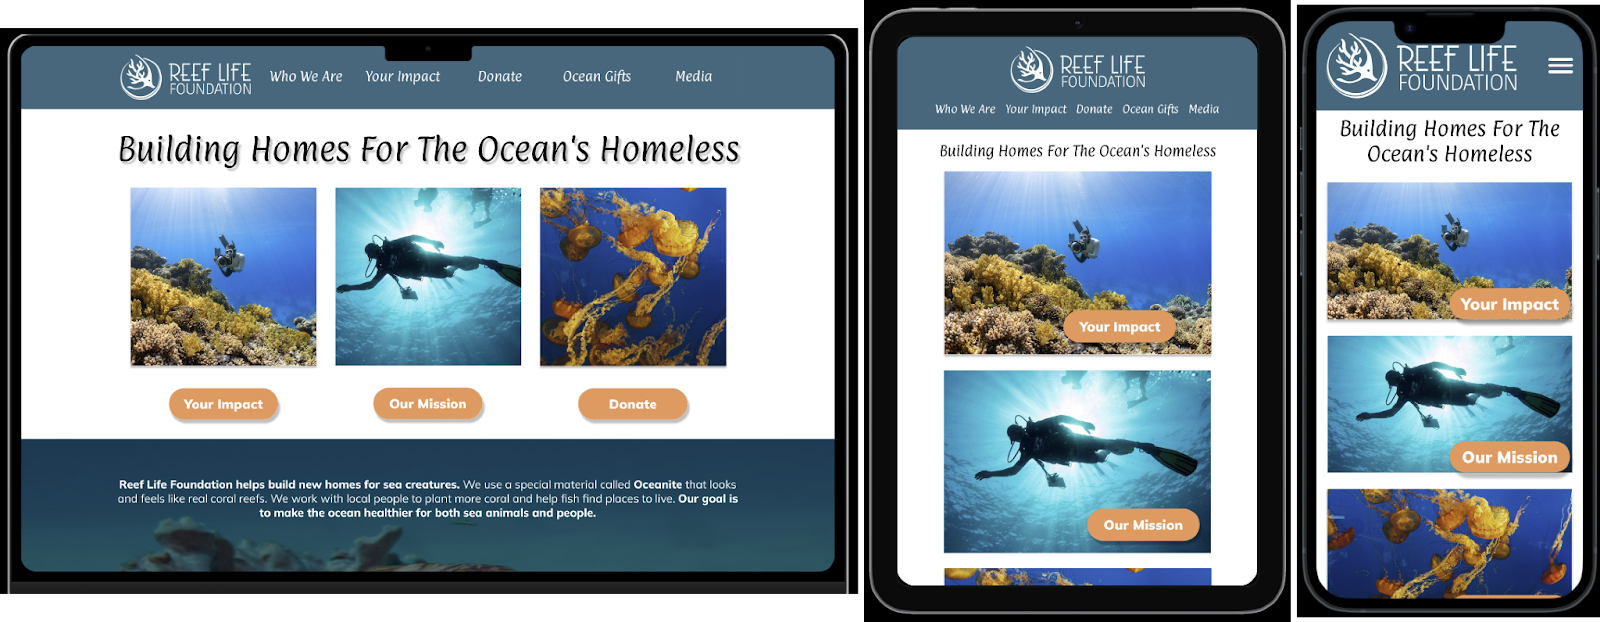 REEF LIFE
FOUNDATION
Who We Are Your Impact Donate Ocean Gifts Media
Building Homes For The Ocean's Homeless
Your Impact Our Mission Donate
Reef Life Foundation helps build new homes for sea creatures. We use a special material called Oceanite that looks
and feels like real coral reefs. We work with local people to plant more coral and help fish find places to live. Our goal is
to make the ocean healthier for both sea animals and people.
REEF LIFE
FOUNDATION
Who We Are Your Impact Donate Ocean Gifts Media
Building Homes For The Ocean's Homeless
Your Impact
Our Mission
REEF LIFE
FOUNDATION
Building Homes For The
Ocean's Homeless
Your Impact
Our Mission